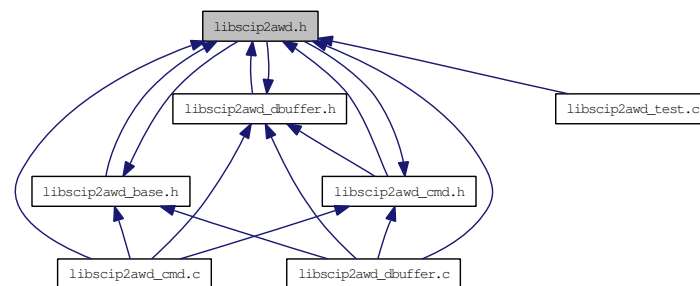 libscip2awd.h
libscip2awd_dbuffer.h
libscip2awd_test.c
libscip2awd_base.h
libscip2awd_cmd.h
libscip2awd_cmd.c
libscip2awd_dbuffer.c